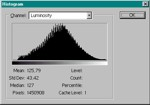 Histogram
Channel: Luminosity
OK
Mean: 125,79
Level:
Std Dev: 43,42
Count:
Median: 127
Percentile:
Pixels: 1450908
Cache Level: 1